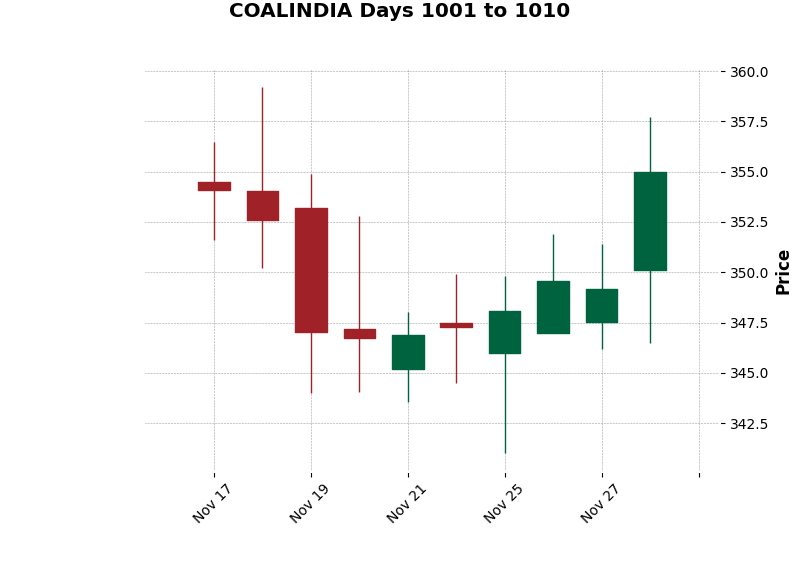 COALINDIA Days 1001 to 1010
360.0
357.5
355.0
352.5
350.0
347.5
345.0
342.5
Price
Nov 17
Nov 19
Nov 21
Nov 25
Nov 27